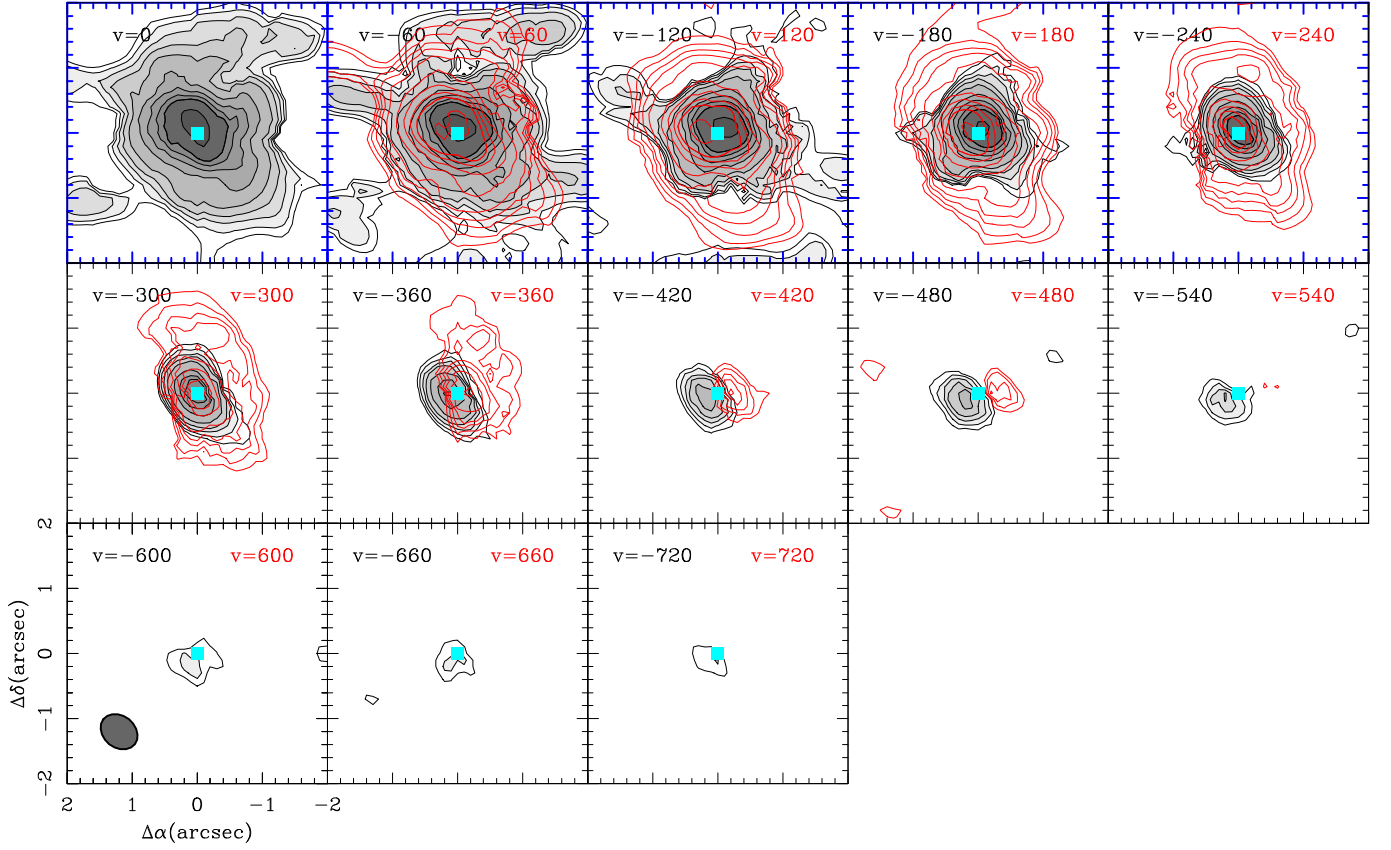 v=0
v=−60 v=60
v=−120 v=120
v=−180 v=180
v=−240 v=240
v=−300 v=300
v=−360 v=360
v=−420 v=420
v=−480 v=480
v=−540 v=540
v=−600 v=600
v=−660 v=660
v=−720 v=720
2
1
0
−1
−2
Δδ(arcsec)
2 1 0 −1 −2
Δα(arcsec)